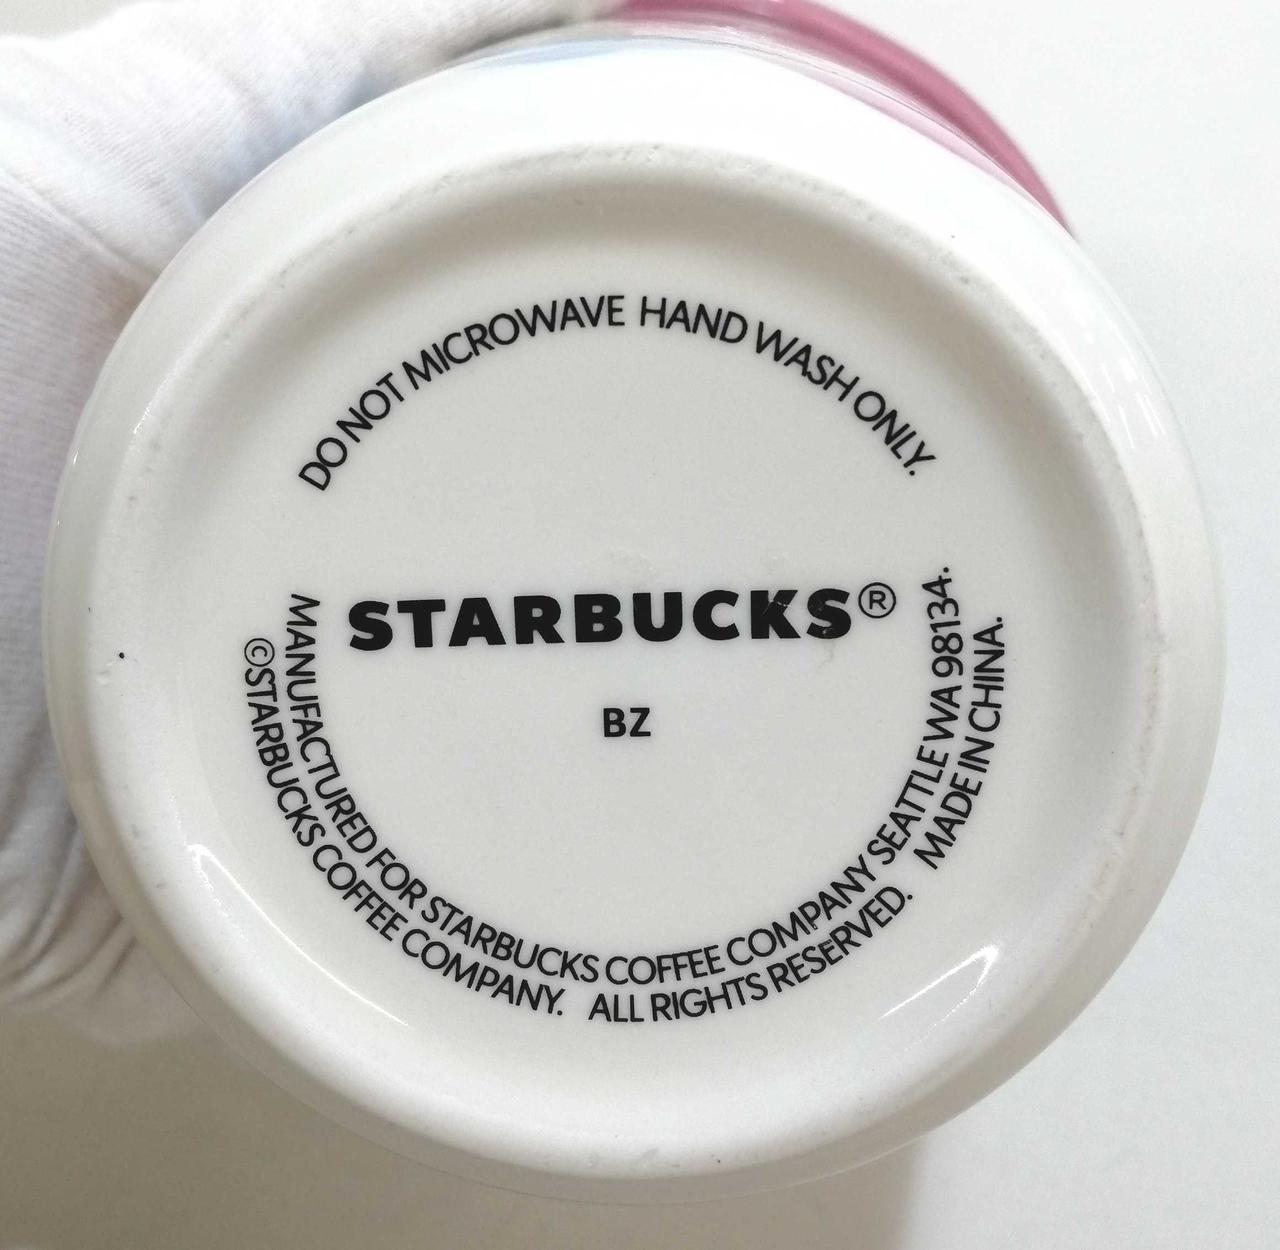 DO NOT MICROWAVE HAND WASH ONLY.
STARBUCKS®
BZ
MANUFACTURED FOR STARBUCKS COFFEE COMPANY SEATTLE WA 98134.
©STARBUCKS COFFEE COMPANY. ALL RIGHTS RESERVED. MADE IN CHINA.